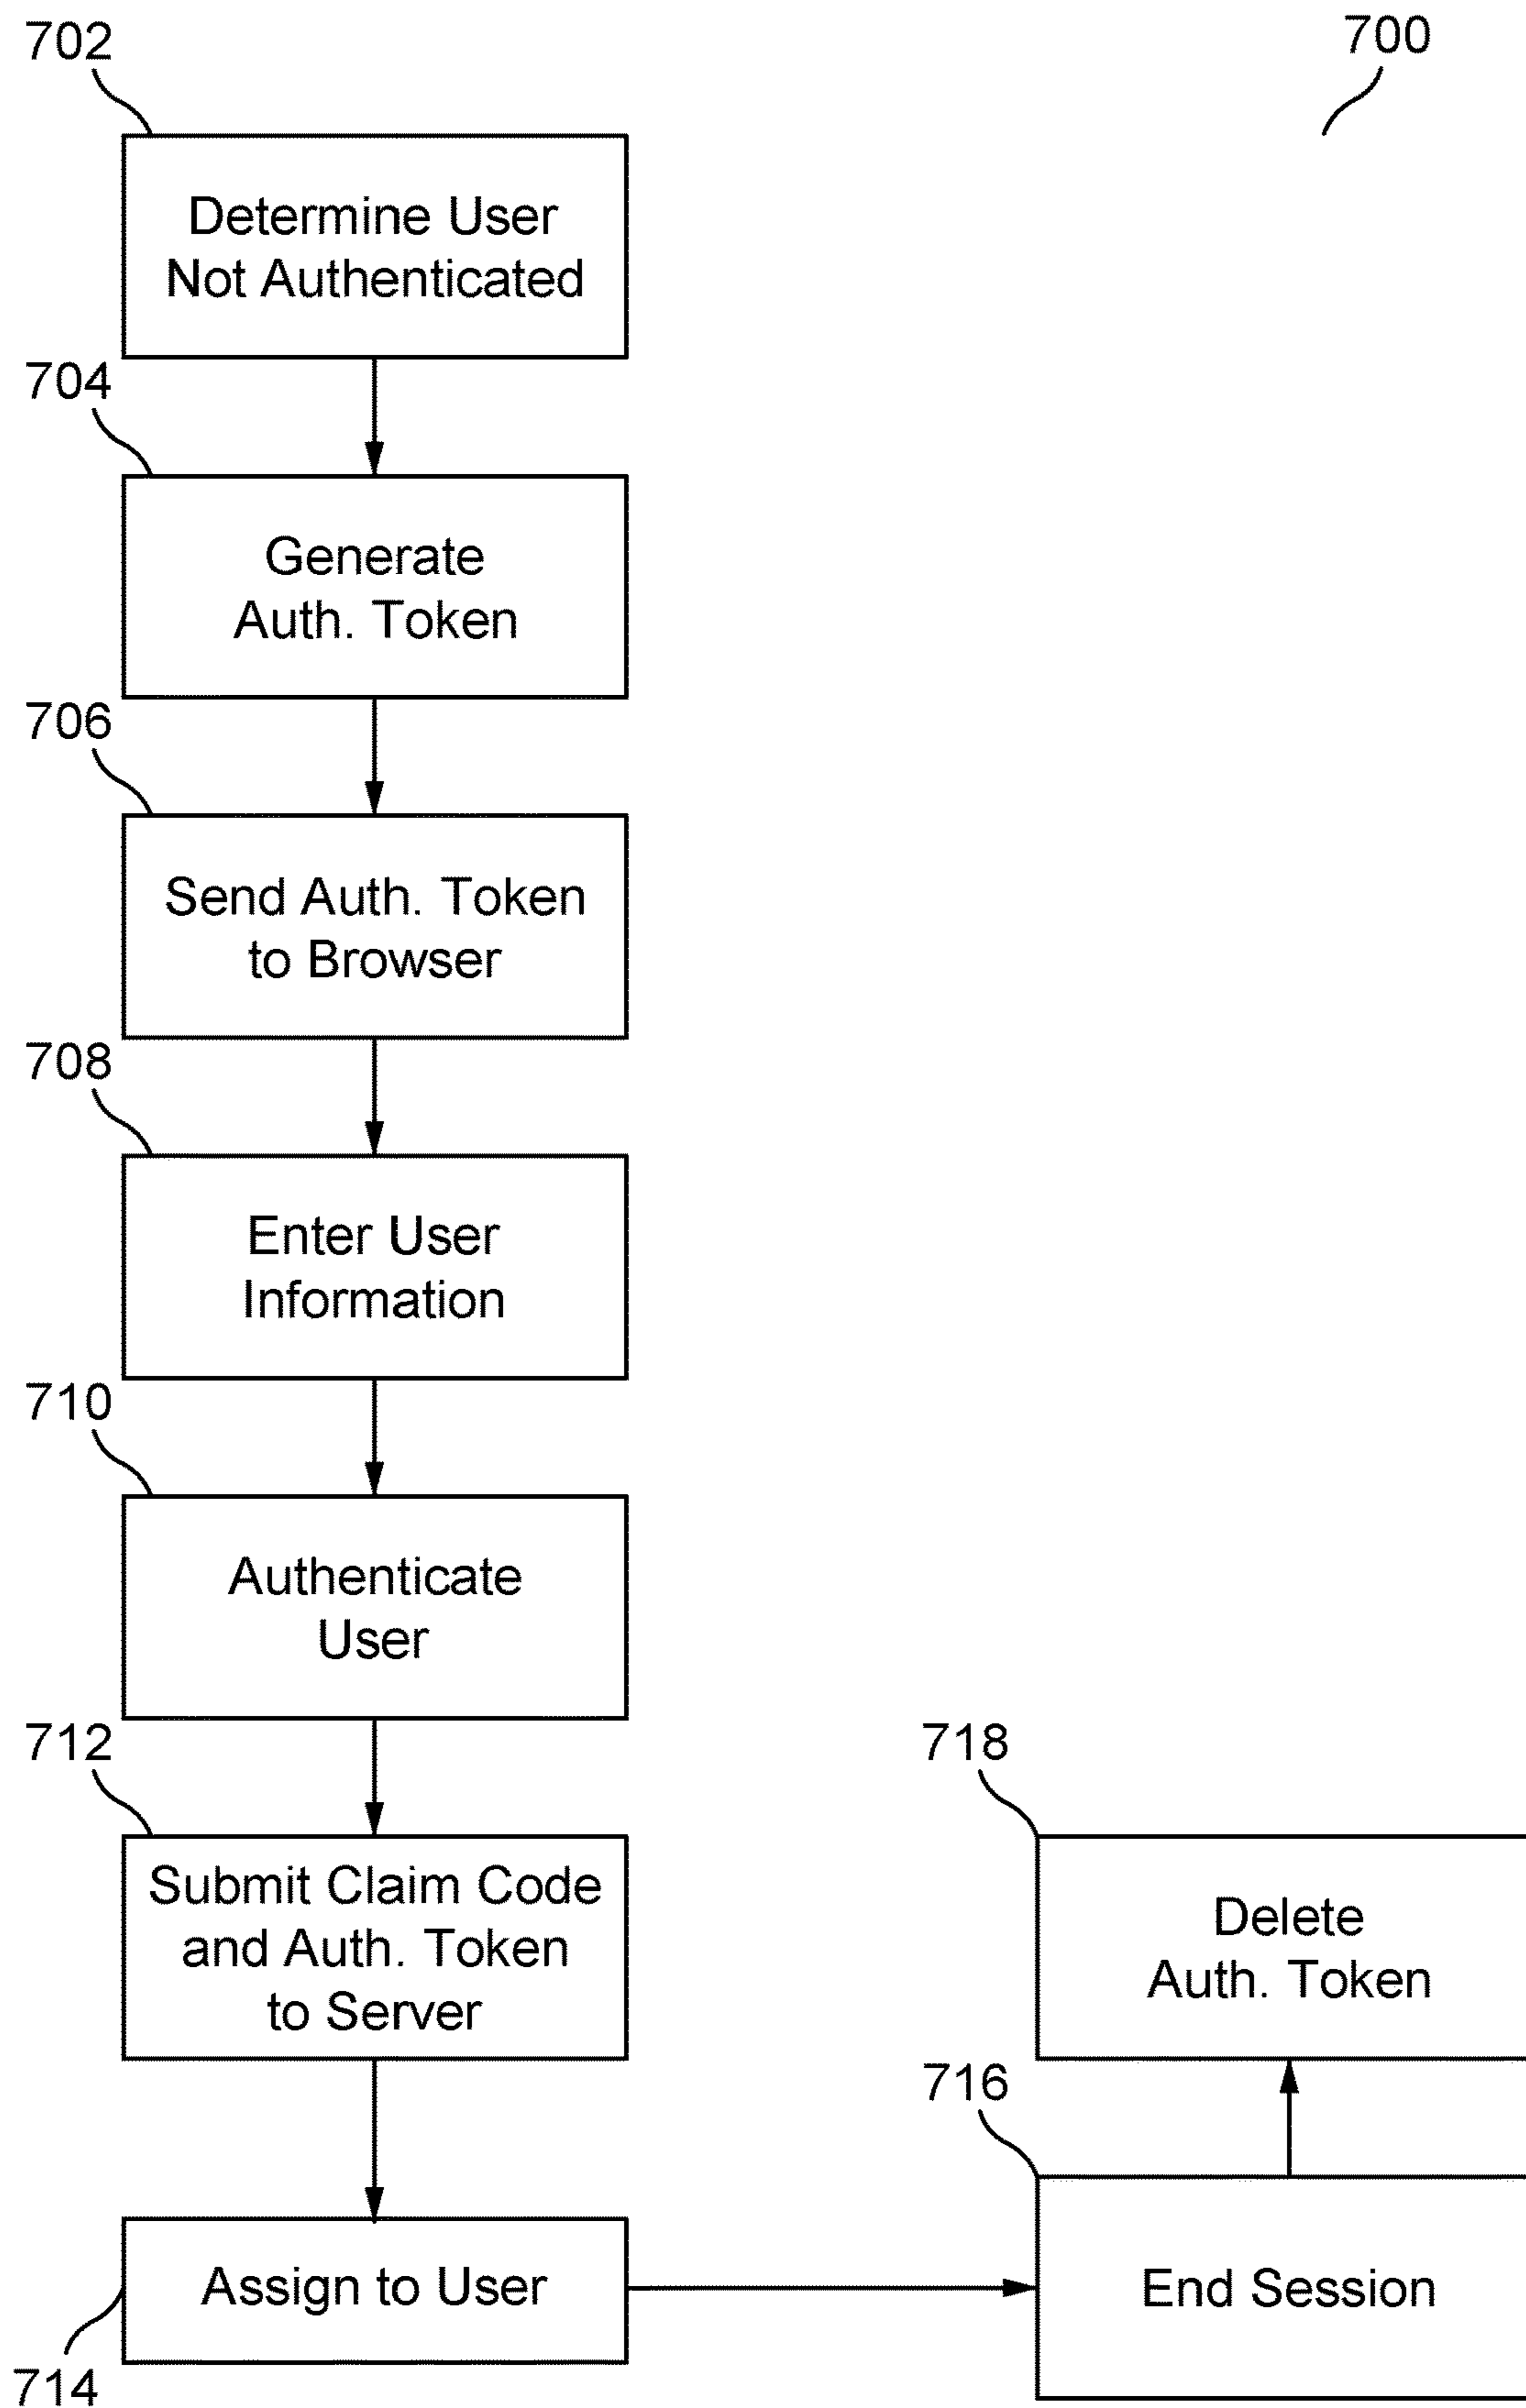 702
700
Determine User
Not Authenticated
704
Generate
Auth. Token
706
Send Auth. Token
to Browser
708
Enter User
Information
710
Authenticate
User
712
Submit Claim Code
and Auth. Token
to Server
714
Assign to User
716
End Session
718
Delete
Auth. Token